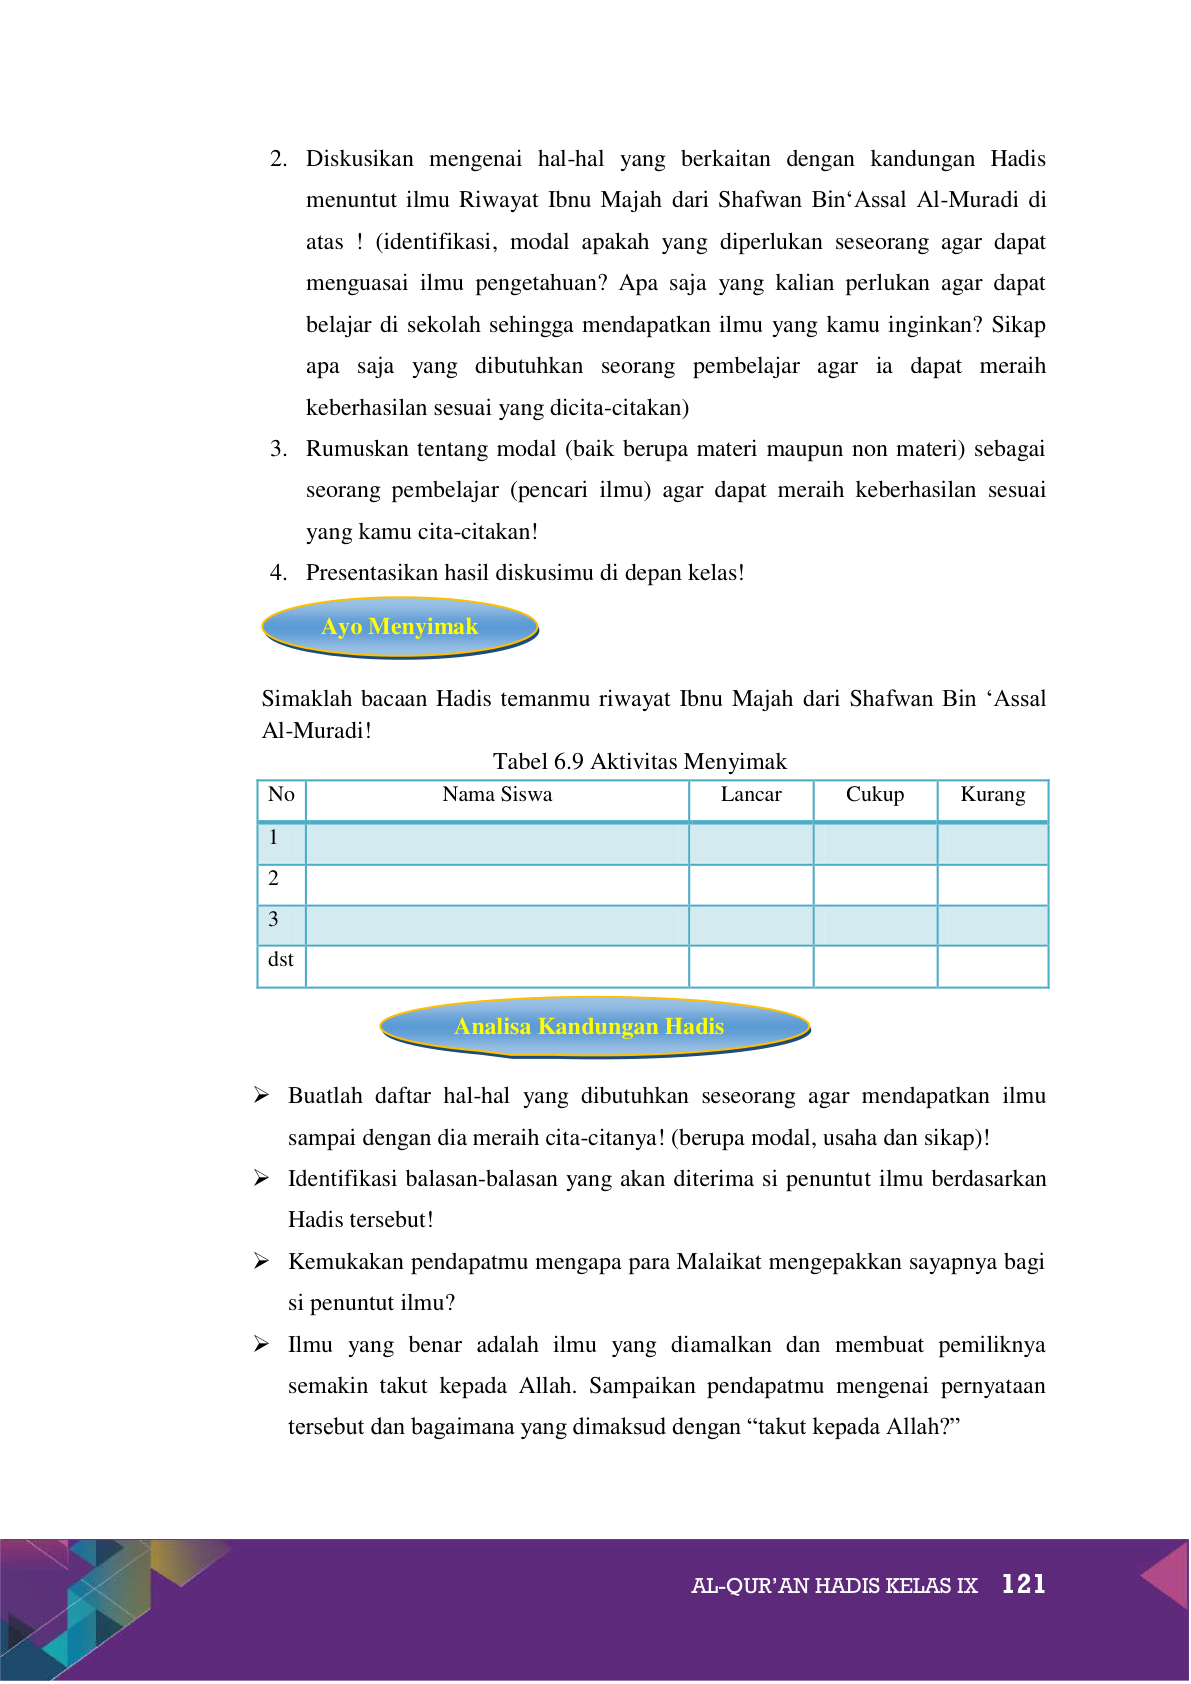 2. Diskusikan mengenai hal-hal yang berkaitan dengan kandungan Hadis
menuntut ilmu Riwayat Ibnu Majah dari Shafwan Bin‘Assal Al-Muradi di
atas ! (identifikasi, modal apakah yang diperlukan seseorang agar dapat
menguasai ilmu pengetahuan? Apa saja yang kalian perlukan agar dapat
belajar di sekolah sehingga mendapatkan ilmu yang kamu inginkan? Sikap
apa saja yang dibutuhkan seorang pembelajar agar ia dapat meraih
keberhasilan sesuai yang dicita-citakan)
3. Rumuskan tentang modal (baik berupa materi maupun non materi) sebagai
seorang pembelajar (pencari ilmu) agar dapat meraih keberhasilan sesuai
yang kamu cita-citakan!
4. Presentasikan hasil diskusimu di depan kelas!
Ayo Menyimak
Simaklah bacaan Hadis temanmu riwayat Ibnu Majah dari Shafwan Bin ‘Assal
Al-Muradi!
Tabel 6.9 Aktivitas Menyimak
No Nama Siswa Lancar Cukup Kurang
1
2
3
dst
Analisa Kandungan Hadis
➢ Buatlah daftar hal-hal yang dibutuhkan seseorang agar mendapatkan ilmu
sampai dengan dia meraih cita-citanya! (berupa modal, usaha dan sikap)!
➢ Identifikasi balasan-balasan yang akan diterima si penuntut ilmu berdasarkan
Hadis tersebut!
➢ Kemukakan pendapatmu mengapa para Malaikat mengepakkan sayapnya bagi
si penuntut ilmu?
➢ Ilmu yang benar adalah ilmu yang diamalkan dan membuat pemiliknya
semakin takut kepada Allah. Sampaikan pendapatmu mengenai pernyataan
tersebut dan bagaimana yang dimaksud dengan “takut kepada Allah?”
AL-QUR’AN HADIS KELAS IX 121